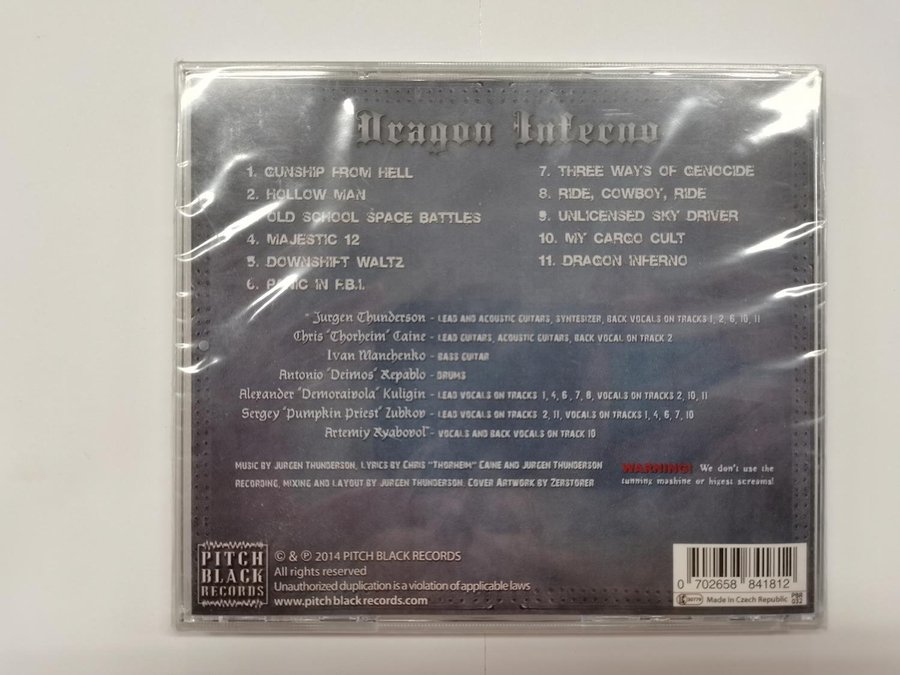 Dragon Inferno
1. GUNSHIP FROM HELL
2. HOLLOW MAN
OLD SCHOOL SPACE BATTLES
4. MAJESTIC 12
5. DOWNSHIFT WALTZ
6. PANIC IN F.B.I.
7. THREE WAYS OF GENOCIDE
8. RIDE, COWBOY, RIDE
9. UNLICENSED SKY DRIVER
10. MY CARGO CULT
11. DRAGON INFERNO
Jurgen Thunderson - LEAD AND ACOUSTIC GUITARS, SYNTESIZER, BACK VOCALS ON TRACKS 1, 2, 6, 10, 11
Chris "Thorheim" Caine - LEAD GUITARS, ACOUSTIC GUITARS, BACK VOCAL ON TRACK 2
Ivan Manchenko - BASS GUITAR
Antonio "Deimos" Repablo - DRUMS
Alexander "Demoraivola" Kuligin - LEAD VOCALS ON TRACKS 1, 4, 6, 7, 8, VOCALS ON TRACKS 2, 10, 11
Sergey "Pumpkin Priest" Zubkov - LEAD VOCALS ON TRACKS 2, 11, VOCALS ON TRACKS 1, 4, 6, 7, 10
Artemiy Ryabovol - VOCALS AND BACK VOCALS ON TRACK 10
MUSIC BY JURGEN THUNDERSON, LYRICS BY CHRIS "THORHEIM" CAINE AND JURGEN THUNDERSON
RECORDING, MIXING AND LAYOUT BY JURGEN THUNDERSON, COVER ARTWORK BY ZERSTORER
WARNING! We don't use the
tunning mashine or higest screams!
PITCH
BLACK
RECORDS
© & ℗ 2014 PITCH BLACK RECORDS
All rights reserved
Unauthorized duplication is a violation of applicable laws
www.pitchblackrecords.com
0 702658 841812
Made in Czech Republic
PBR
032